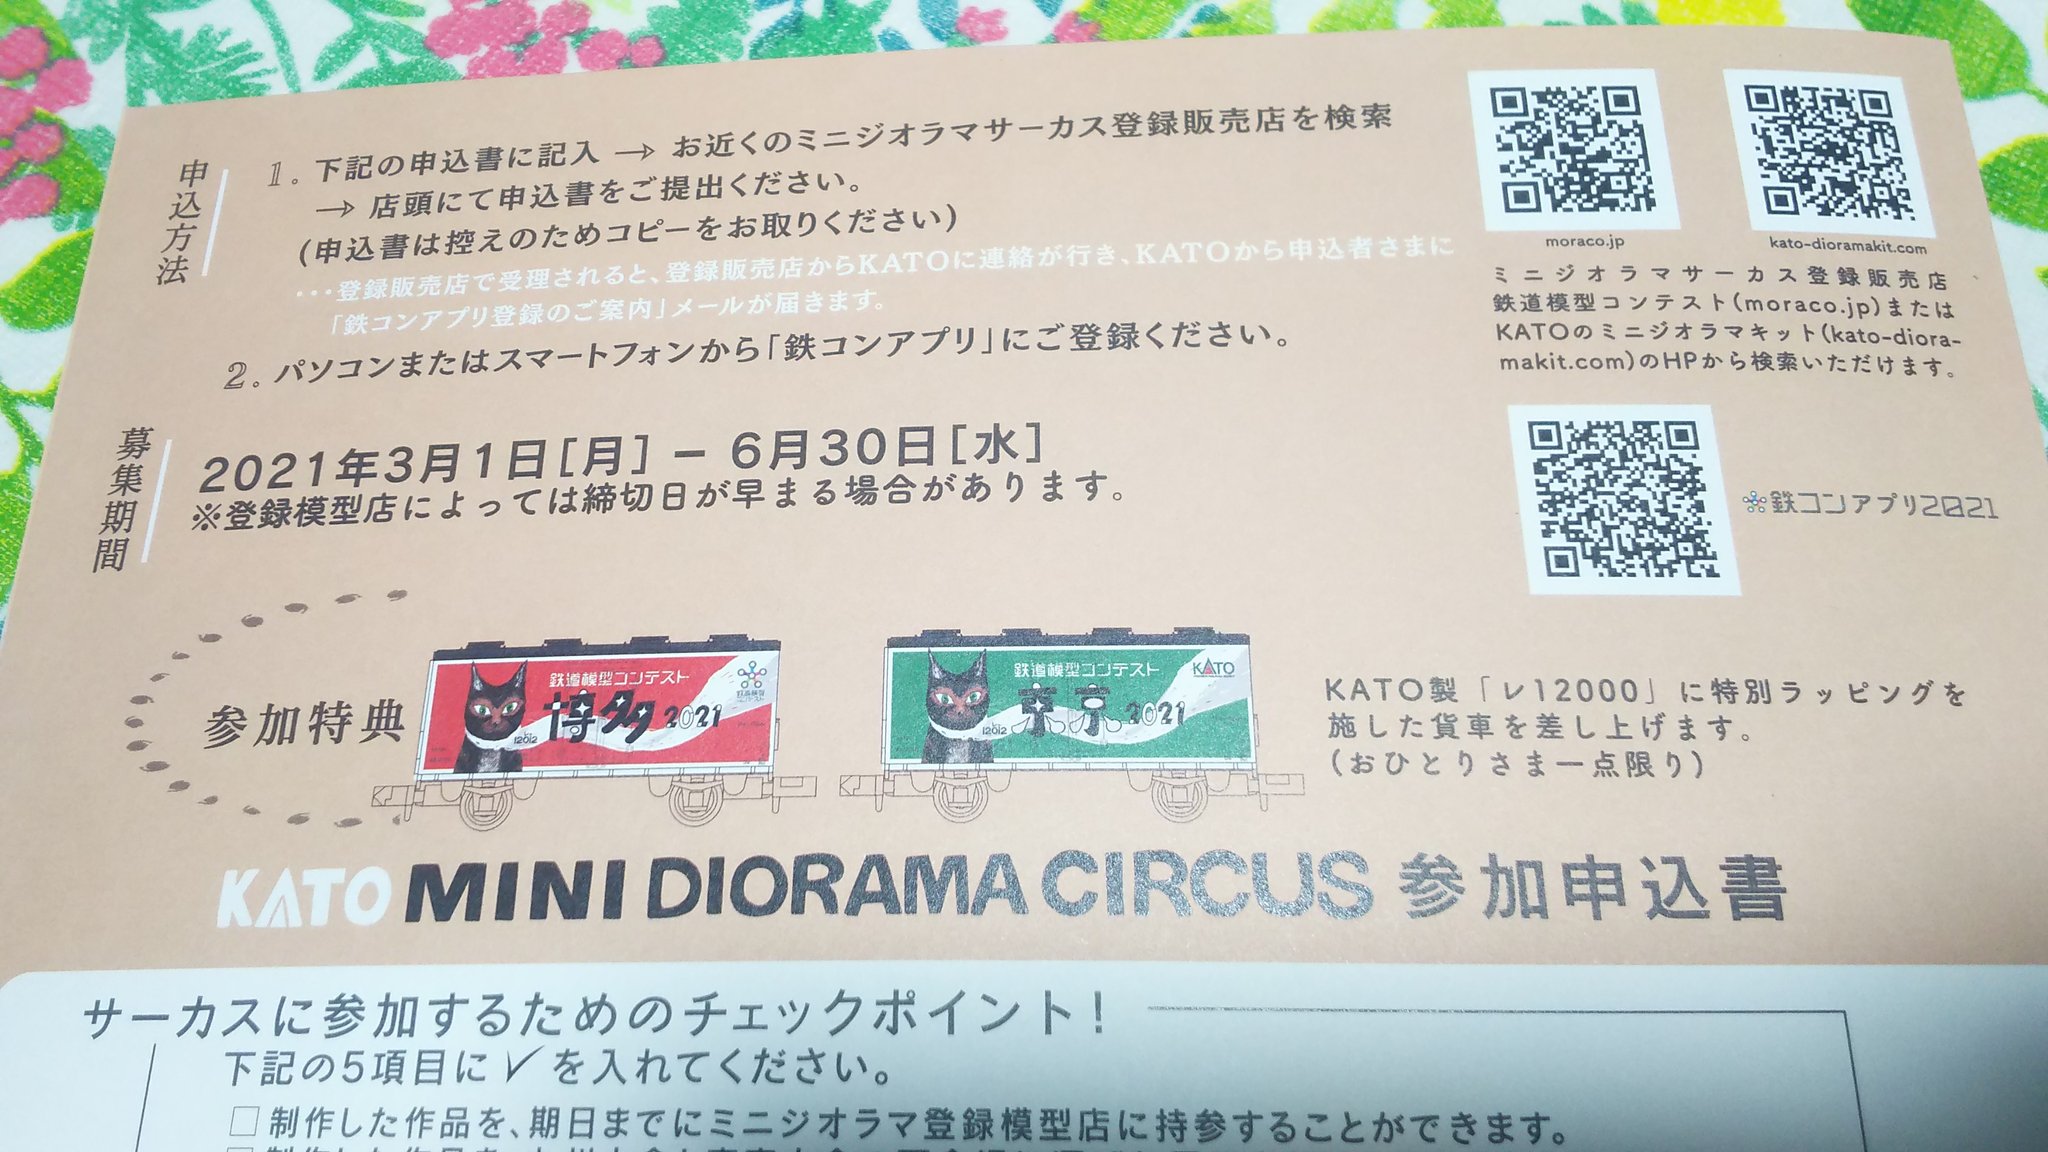 申込方法
1. 下記の申込書に記入 → お近くのミニジオラマサーカス登録販売店を検索
→ 店頭にて申込書をご提出ください。
(申込書は控えのためコピーをお取りください)
…登録販売店で受理されると、登録販売店からKATOに連絡が行き、KATOから申込者さまに
「鉄コンアプリ登録のご案内」メールが届きます。
2. パソコンまたはスマートフォンから「鉄コンアプリ」にご登録ください。
moraco.jp
kato-dioramakit.com
ミニジオラマサーカス登録販売店
鉄道模型コンテスト(moraco.jp)または
KATOのミニジオラマキット(kato-diora-
makit.com)のHPから検索いただけます。
募集期間
2021年3月1日[月] – 6月30日[水]
※登録模型店によっては締切日が早まる場合があります。
鉄コンアプリ2021
参加特典
鉄道模型コンテスト
博多2021
12012
鉄道模型コンテスト
KATO
東京2021
12012
KATO製「レ12000」に特別ラッピングを
施した貨車を差し上げます。
(おひとりさま一点限り)
KATO MINI DIORAMA CIRCUS 参加申込書
サーカスに参加するためのチェックポイント!
下記の5項目に✓を入れてください。
□ 制作した作品を、期日までにミニジオラマ登録模型店に持参することができます。